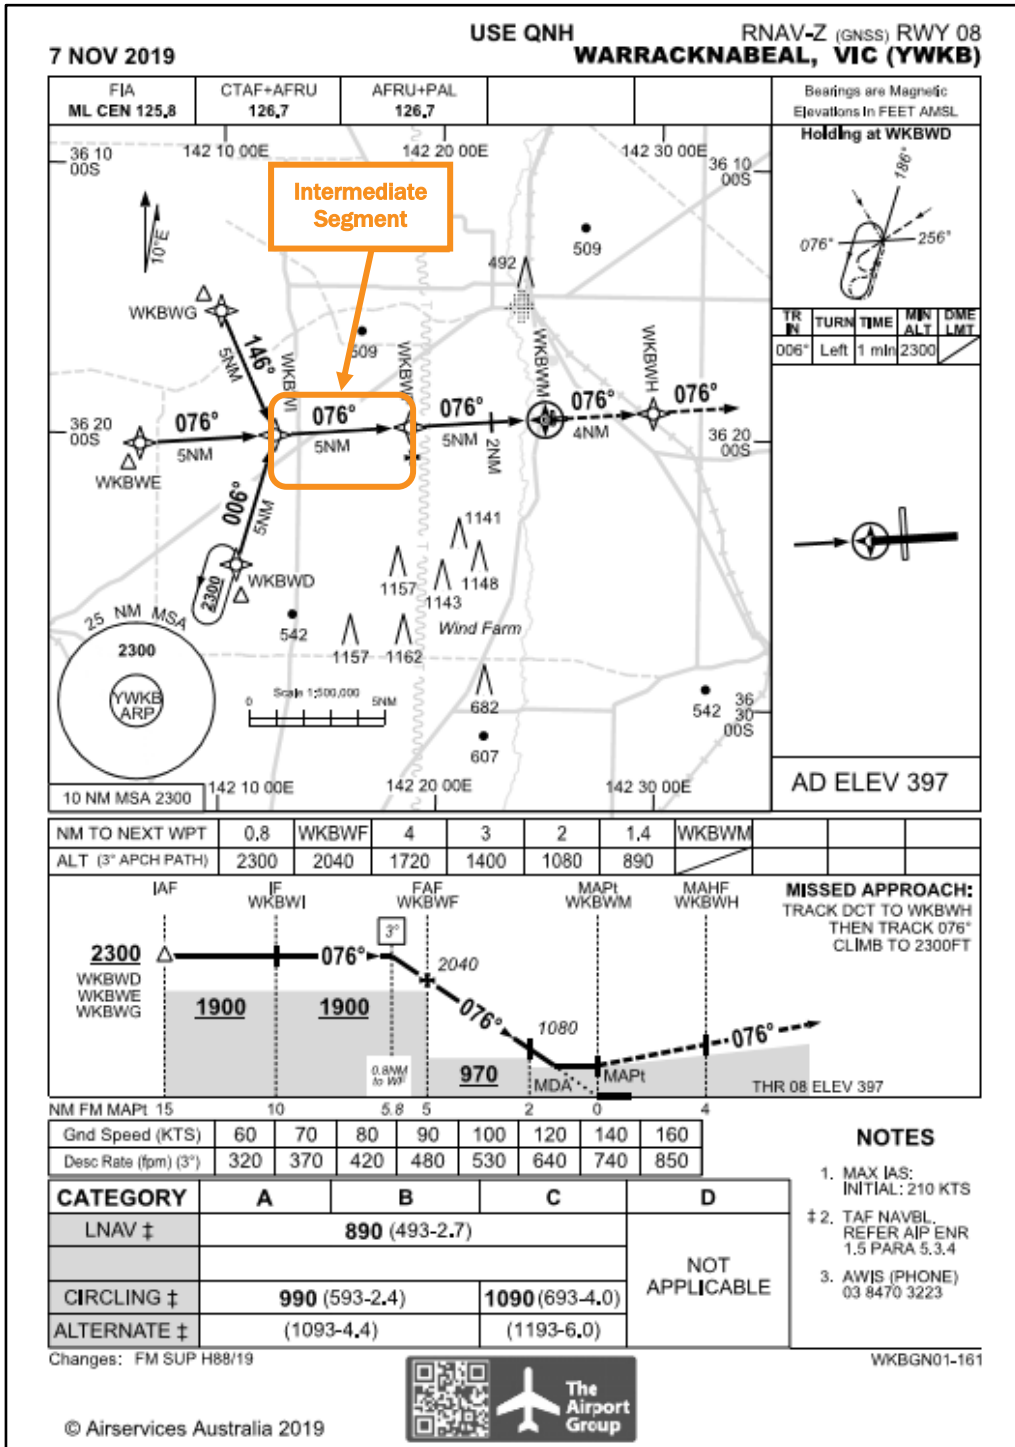 USE QNH
RNAV-Z (GNSS) RWY 08
7 NOV 2019
WARRACKNABEAL, VIC (YWKB)
FIA
ML CEN 125.8
CTAF+AFRU
126.7
AFRU+PAL
126.7
Bearings are Magnetic
Elevations in FEET AMSL
142 10 00E
142 20 00E
142 30 00E
36 10
00S
36 10
00S
Holding at WKBWD
186°
076°
256°
TR IN
TURN
TIME
MIN ALT
DME LMT
006°
Left
1 min
2300
Intermediate
Segment
10°E
509
492
WKBWG
509
146°
5NM
WKBWI
WKBWM
WKBWH
076°
076°
076°
076°
5NM
5NM
5NM
2NM
4NM
36 20
00S
36 20
00S
WKBWE
006°
5NM
WKBWD
2300
1141
1157
1143
1148
542
1157
1162
Wind Farm
25 NM MSA
2300
YWKB
ARP
Scale 1:500,000
0
5NM
682
607
542
36
30
00S
10 NM MSA 2300
142 10 00E
142 20 00E
142 30 00E
AD ELEV 397
NM TO NEXT WPT 0.8 WKBWF 4 3 2 1.4 WKBWM
ALT (3° APCH PATH) 2300 2040 1720 1400 1080 890
IAF
IF
WKBWI
FAF
WKBWF
MAPt
WKBWM
MAHF
WKBWH
MISSED APPROACH:
TRACK DCT TO WKBWH
THEN TRACK 076°
CLIMB TO 2300FT
2300
WKBWD
WKBWE
WKBWG
076°
3°
2040
1900
1900
076°
1080
076°
0.8NM
to WF
970
MDA
MAPt
THR 08 ELEV 397
NM FM MAPt 15 10 5.8 5 2 0 4
Gnd Speed (KTS) 60 70 80 90 100 120 140 160
Desc Rate (fpm) (3°) 320 370 420 480 530 640 740 850
NOTES
1. MAX IAS:
INITIAL: 210 KTS
‡ 2. TAF NAVBL.
REFER AIP ENR
1.5 PARA 5.3.4
3. AWIS (PHONE)
03 8470 3223
CATEGORY A B C D
LNAV ‡ 890 (493-2.7)
NOT
APPLICABLE
CIRCLING ‡ 990 (593-2.4) 1090 (693-4.0)
ALTERNATE ‡ (1093-4.4) (1193-6.0)
Changes: FM SUP H88/19
WKBGN01-161
The
Airport
Group
© Airservices Australia 2019